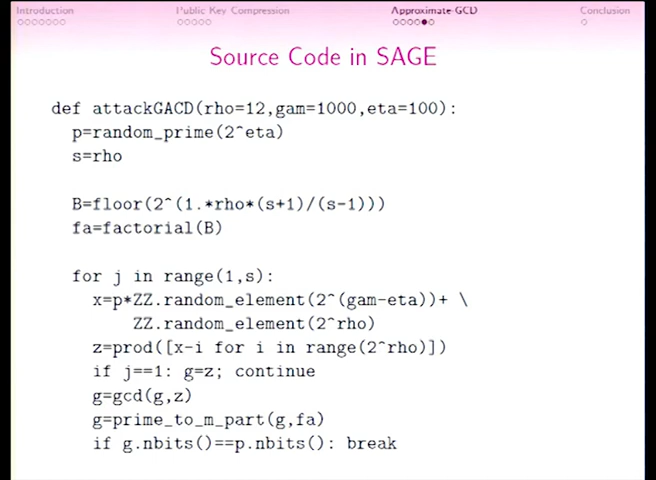 Introduction
Public Key Compression
Approximate-GCD
Conclusion
Source Code in SAGE
def attackGACD(rho=12,gam=1000,eta=100):
p=random_prime(2^eta)
s=rho
B=floor(2^(1.*rho*(s+1)/(s-1)))
fa=factorial(B)
for j in range(1,s):
x=p*ZZ.random_element(2^(gam-eta))+ \
ZZ.random_element(2^rho)
z=prod([x-i for i in range(2^rho)])
if j==1: g=z; continue
g=gcd(g,z)
g=prime_to_m_part(g,fa)
if g.nbits()==p.nbits(): break